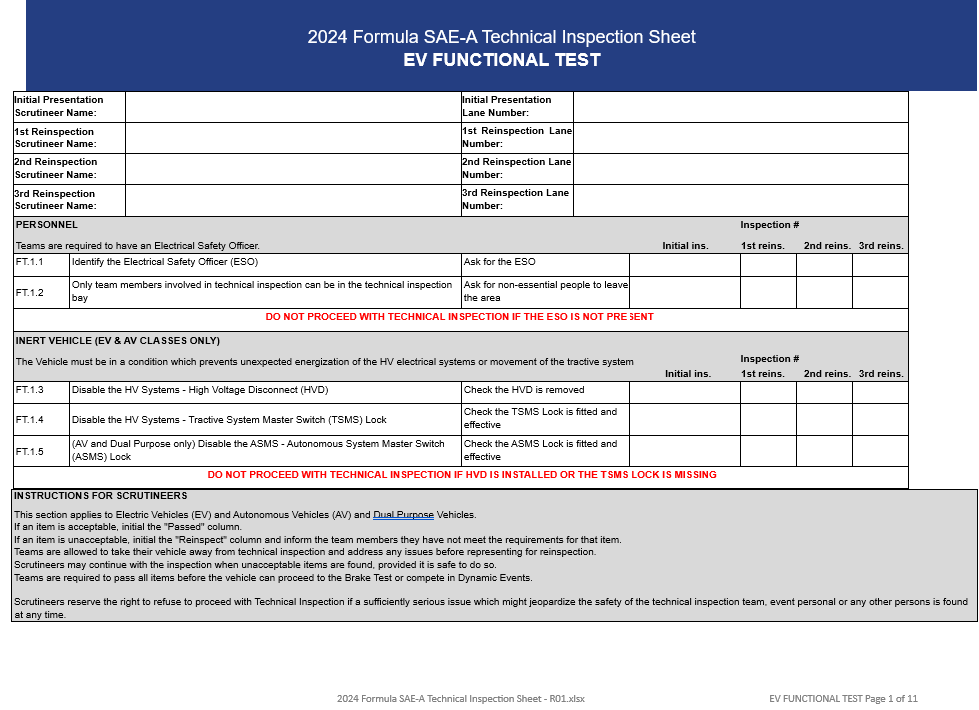 2024 Formula SAE-A Technical Inspection Sheet
EV FUNCTIONAL TEST
Initial Presentation
Scrutineer Name:
Initial Presentation
Lane Number:
1st Reinspection
Scrutineer Name:
1st Reinspection Lane
Number:
2nd Reinspection
Scrutineer Name:
2nd Reinspection Lane
Number:
3rd Reinspection
Scrutineer Name:
3rd Reinspection Lane
Number:
PERSONNEL
Inspection #
Teams are required to have an Electrical Safety Officer.
Initial ins. 1st reins. 2nd reins. 3rd reins.
FT.1.1 Identify the Electrical Safety Officer (ESO) Ask for the ESO
FT.1.2
Only team members involved in technical inspection can be in the technical inspection
bay
Ask for non-essential people to leave
the area
DO NOT PROCEED WITH TECHNICAL INSPECTION IF THE ESO IS NOT PRESENT
INERT VEHICLE (EV & AV CLASSES ONLY)
The Vehicle must be in a condition which prevents unexpected energization of the HV electrical systems or movement of the tractive system
Inspection #
Initial ins. 1st reins. 2nd reins. 3rd reins.
FT.1.3 Disable the HV Systems - High Voltage Disconnect (HVD) Check the HVD is removed
FT.1.4 Disable the HV Systems - Tractive System Master Switch (TSMS) Lock
Check the TSMS Lock is fitted and
effective
FT.1.5
(AV and Dual Purpose only) Disable the ASMS - Autonomous System Master Switch
(ASMS) Lock
Check the ASMS Lock is fitted and
effective
DO NOT PROCEED WITH TECHNICAL INSPECTION IF HVD IS INSTALLED OR THE TSMS LOCK IS MISSING
INSTRUCTIONS FOR SCRUTINEERS
This section applies to Electric Vehicles (EV) and Autonomous Vehicles (AV) and Dual Purpose Vehicles.
If an item is acceptable, initial the "Passed" column.
If an item is unacceptable, initial the "Reinspect" column and inform the team members they have not meet the requirements for that item.
Teams are allowed to take their vehicle away from technical inspection and address any issues before representing for reinspection.
Scrutineers may continue with the inspection when unacceptable items are found, provided it is safe to do so.
Teams are required to pass all items before the vehicle can proceed to the Brake Test or compete in Dynamic Events.
Scrutineers reserve the right to refuse to proceed with Technical Inspection if a sufficiently serious issue which might jeopardize the safety of the technical inspection team, event personal or any other persons is found
at any time.
2024 Formula SAE-A Technical Inspection Sheet - R01.xlsx
EV FUNCTIONAL TEST Page 1 of 11